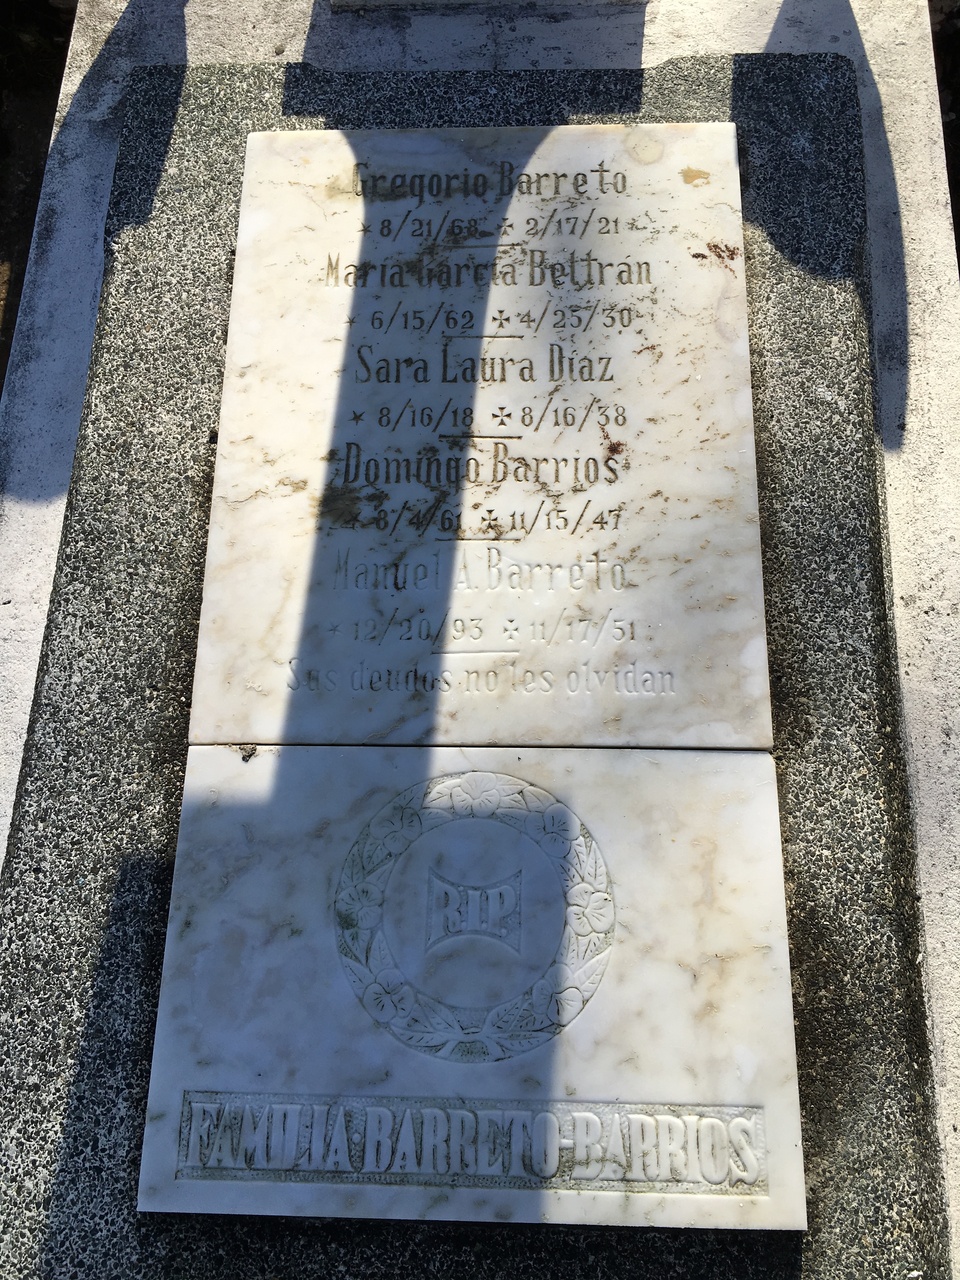 Gregorio Barreto
* 8/21/68 ✠ 2/17/21
María García Beltrán
* 6/15/62 ✠ 4/25/30
Sara Laura Díaz
* 8/16/18 ✠ 8/16/38
Domingo Barrios
* 8/4/61 ✠ 11/15/47
Manuel A. Barreto
* 12/20/93 ✠ 11/17/51
Sus deudos no les olvidan
R.I.P.
FAMILIA BARRETO-BARRIOS